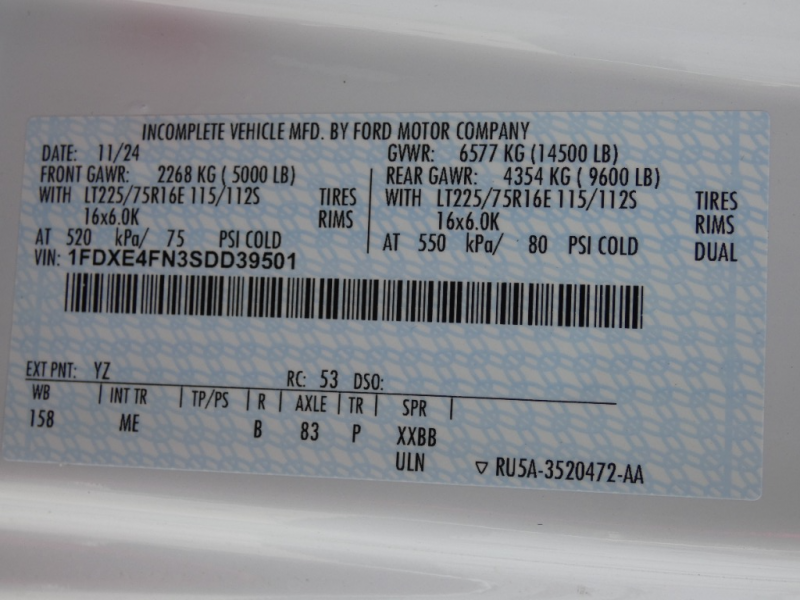 INCOMPLETE VEHICLE MFD. BY FORD MOTOR COMPANY
DATE: 11/24 GVWR: 6577 KG (14500 LB)
FRONT GAWR: 2268 KG ( 5000 LB) REAR GAWR: 4354 KG ( 9600 LB)
WITH LT225/75R16E 115/112S TIRES WITH LT225/75R16E 115/112S TIRES
16x6.0K RIMS 16x6.0K RIMS
AT 520 kPa/ 75 PSI COLD AT 550 kPa/ 80 PSI COLD DUAL
VIN: 1FDXE4FN3SDD39501
EXT PNT: YZ RC: 53 DSO:
WB INT TR TP/PS R AXLE TR SPR
158 ME B 83 P XXBB
ULN ▽ RU5A-3520472-AA